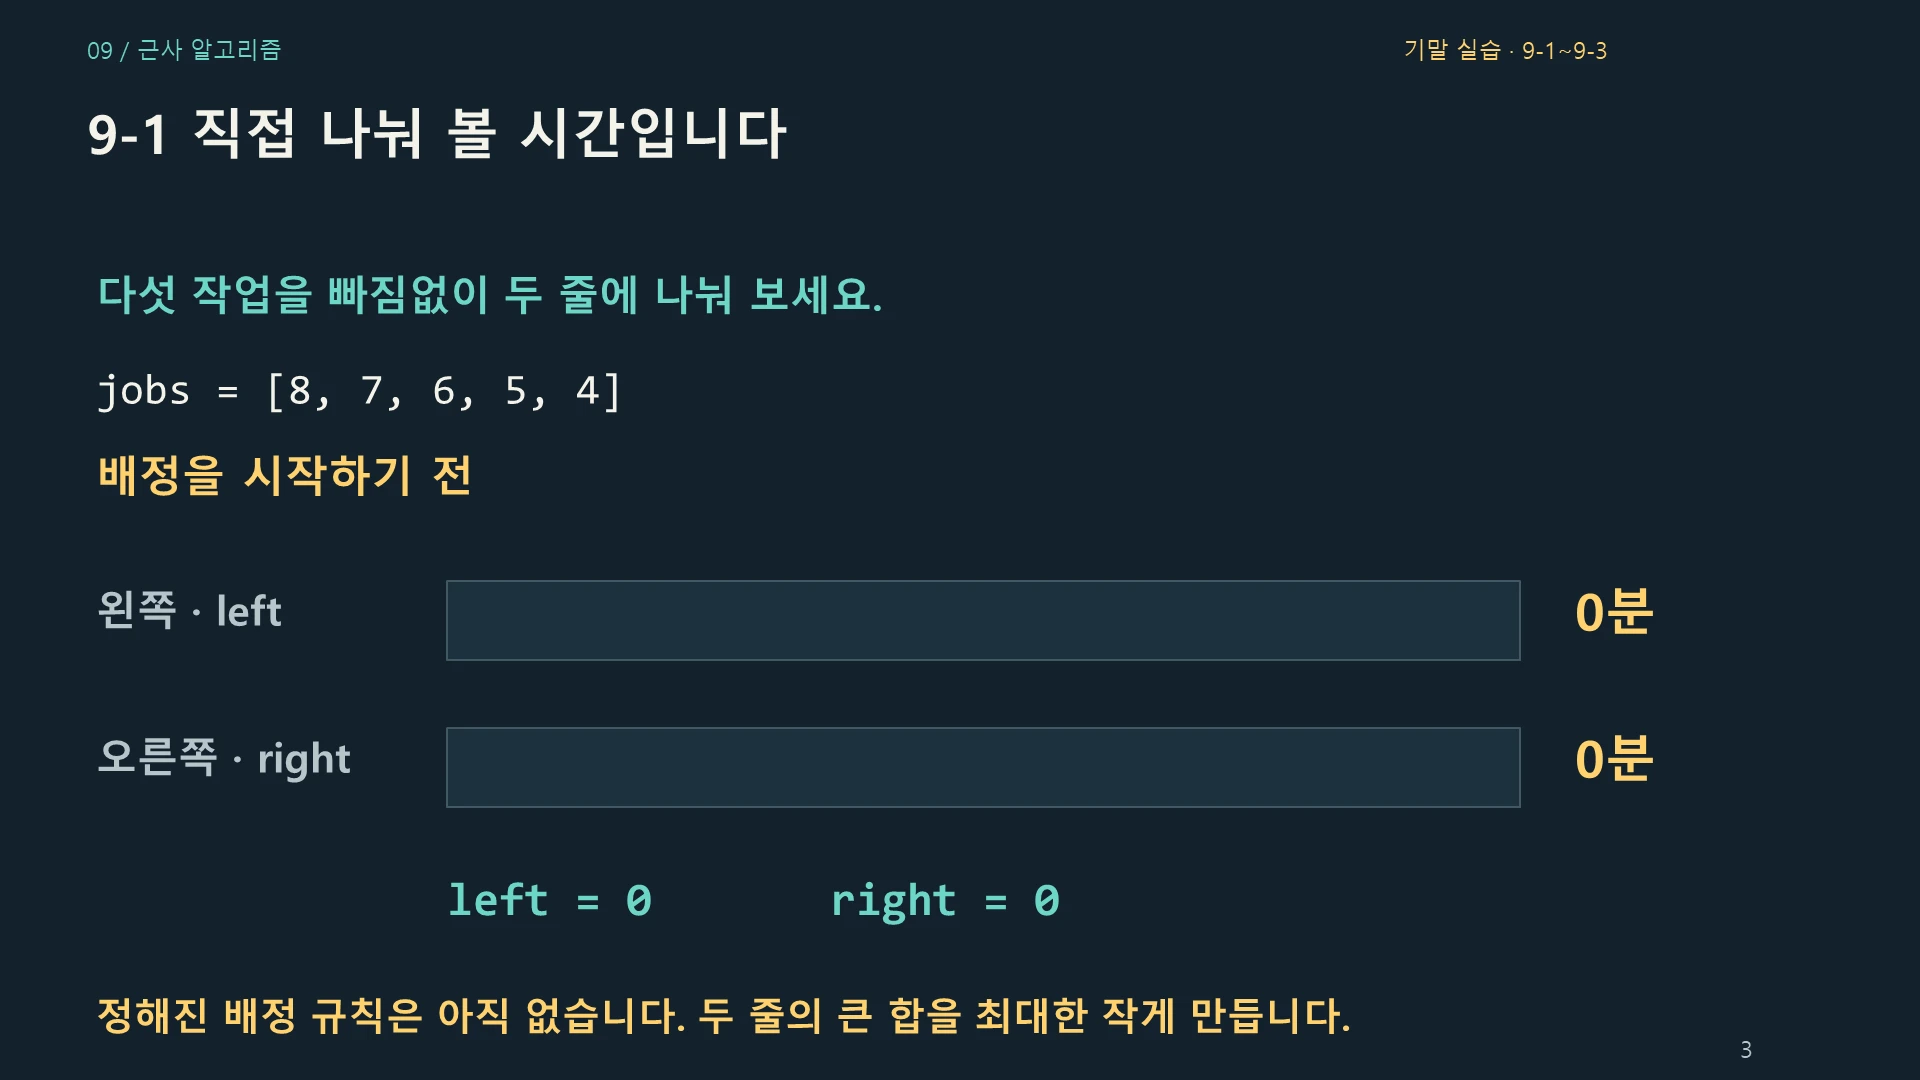 09 / 근사 알고리즘
기말 실습 · 9-1~9-3
9-1 직접 나눠 볼 시간입니다
다섯 작업을 빠짐없이 두 줄에 나눠 보세요.
jobs = [8, 7, 6, 5, 4]
배정을 시작하기 전
왼쪽 · left
0분
오른쪽 · right
0분
left = 0
right = 0
정해진 배정 규칙은 아직 없습니다. 두 줄의 큰 합을 최대한 작게 만듭니다.
3